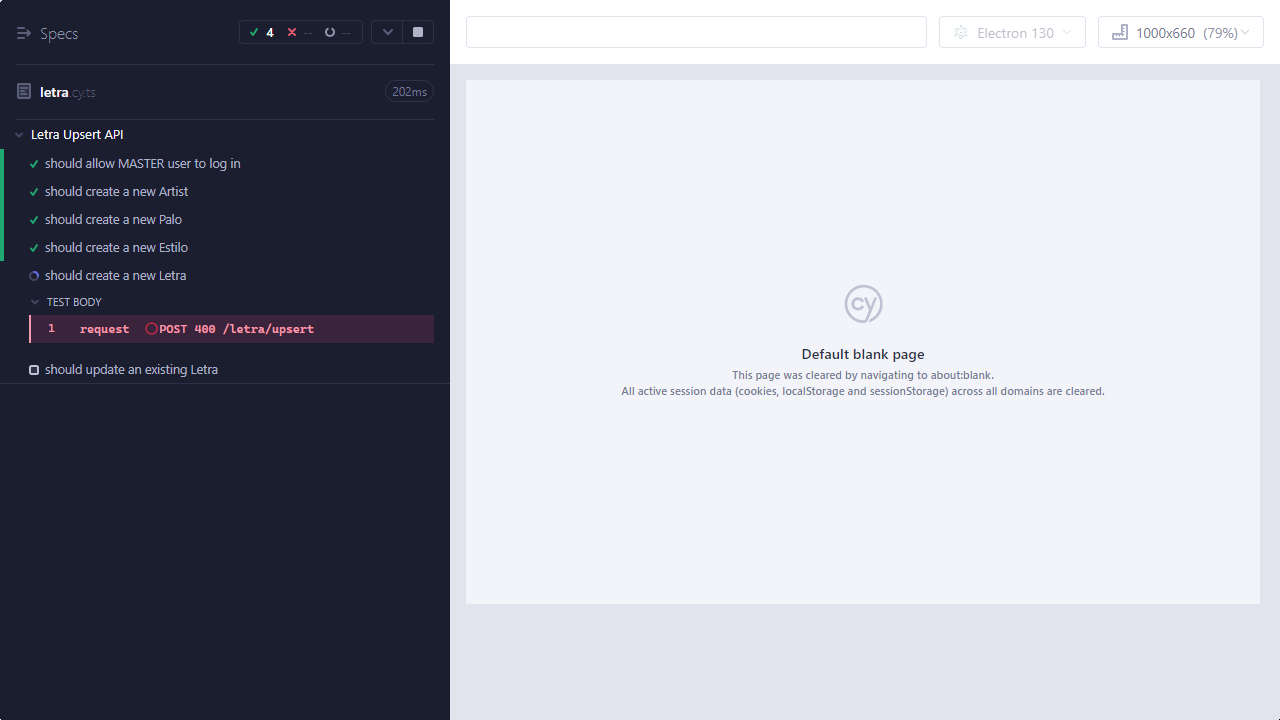 Specs
4 -- --
letra.cy.ts 202ms
Letra Upsert API
should allow MASTER user to log in
should create a new Artist
should create a new Palo
should create a new Estilo
should create a new Letra
TEST BODY
1 request POST 400 /letra/upsert
should update an existing Letra
Electron 130
1000x660 (79%)
cy
Default blank page
This page was cleared by navigating to about:blank.
All active session data (cookies, localStorage and sessionStorage) across all domains are cleared.